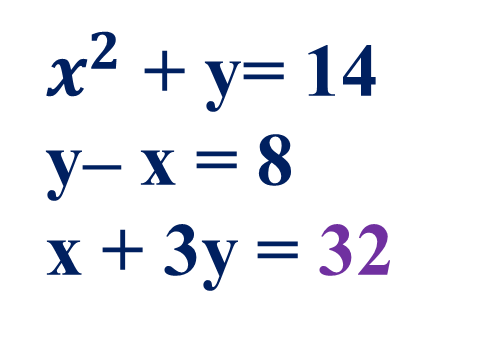 x² + y= 14
y– x = 8
x + 3y = 32